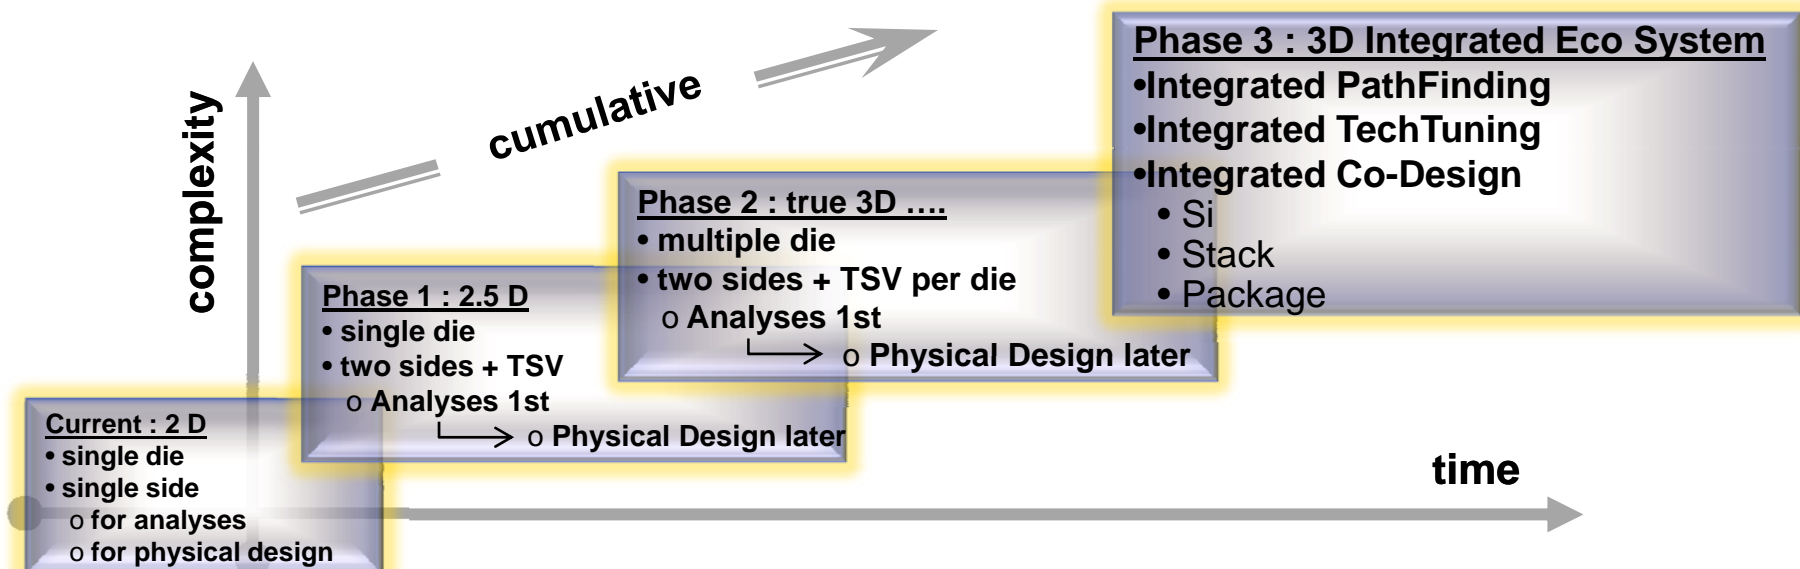 complexity
cumulative
time
Current : 2 D
• single die
• single side
o for analyses
o for physical design
Phase 1 : 2.5 D
• single die
• two sides + TSV
o Analyses 1st
o Physical Design later
Phase 2 : true 3D ....
• multiple die
• two sides + TSV per die
o Analyses 1st
o Physical Design later
Phase 3 : 3D Integrated Eco System
•Integrated PathFinding
•Integrated TechTuning
•Integrated Co-Design
• Si
• Stack
• Package